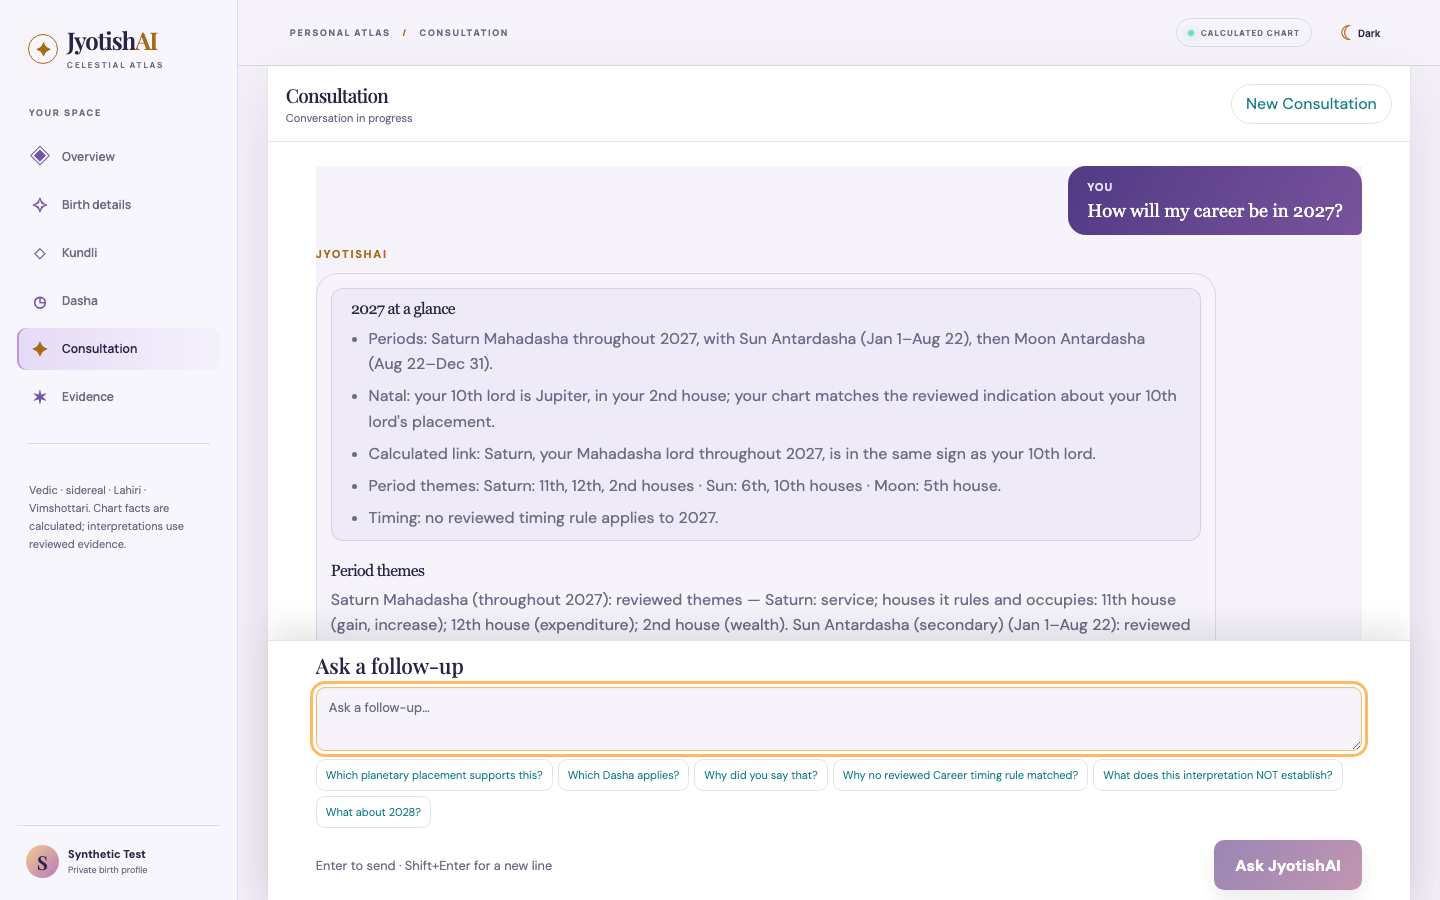 JyotishAI
CELESTIAL ATLAS
YOUR SPACE
Overview
Birth details
Kundli
Dasha
Consultation
Evidence
Vedic · sidereal · Lahiri ·
Vimshottari. Chart facts are
calculated; interpretations use
reviewed evidence.
S
Synthetic Test
Private birth profile
PERSONAL ATLAS / CONSULTATION
CALCULATED CHART
Dark
Consultation
Conversation in progress
New Consultation
YOU
How will my career be in 2027?
JYOTISHAI
2027 at a glance
• Periods: Saturn Mahadasha throughout 2027, with Sun Antardasha (Jan 1–Aug 22), then Moon Antardasha
(Aug 22–Dec 31).
• Natal: your 10th lord is Jupiter, in your 2nd house; your chart matches the reviewed indication about your 10th
lord's placement.
• Calculated link: Saturn, your Mahadasha lord throughout 2027, is in the same sign as your 10th lord.
• Period themes: Saturn: 11th, 12th, 2nd houses · Sun: 6th, 10th houses · Moon: 5th house.
• Timing: no reviewed timing rule applies to 2027.
Period themes
Saturn Mahadasha (throughout 2027): reviewed themes — Saturn: service; houses it rules and occupies: 11th house
(gain, increase); 12th house (expenditure); 2nd house (wealth). Sun Antardasha (secondary) (Jan 1–Aug 22): reviewed
Ask a follow-up
Ask a follow-up…
Which planetary placement supports this?
Which Dasha applies?
Why did you say that?
Why no reviewed Career timing rule matched?
What does this interpretation NOT establish?
What about 2028?
Enter to send · Shift+Enter for a new line
Ask JyotishAI